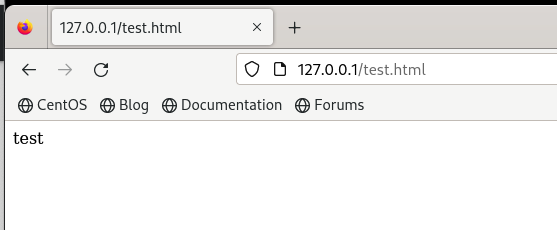 127.0.0.1/test.html
127.0.0.1/test.html
CentOS Blog Documentation Forums
test